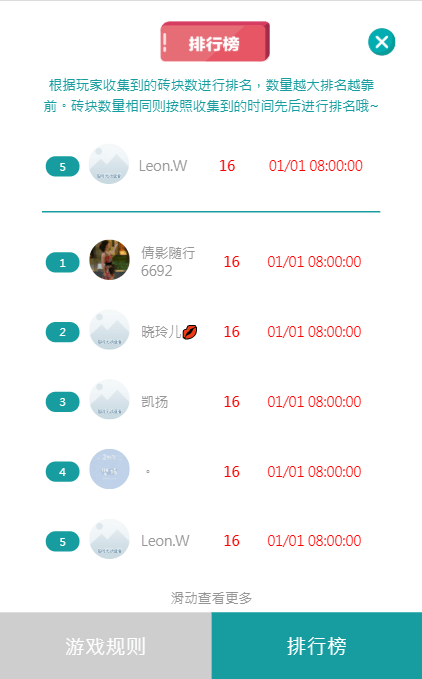 排行榜
根据玩家收集到的砖块数进行排名，数量越大排名越靠
前。砖块数量相同则按照收集到的时间先后进行排名哦~
5 Leon.W 16 01/01 08:00:00
1 倩影随行 16 01/01 08:00:00
6692
2 晓玲儿💋 16 01/01 08:00:00
3 凯扬 16 01/01 08:00:00
4 。 16 01/01 08:00:00
5 Leon.W 16 01/01 08:00:00
滑动查看更多
游戏规则 排行榜